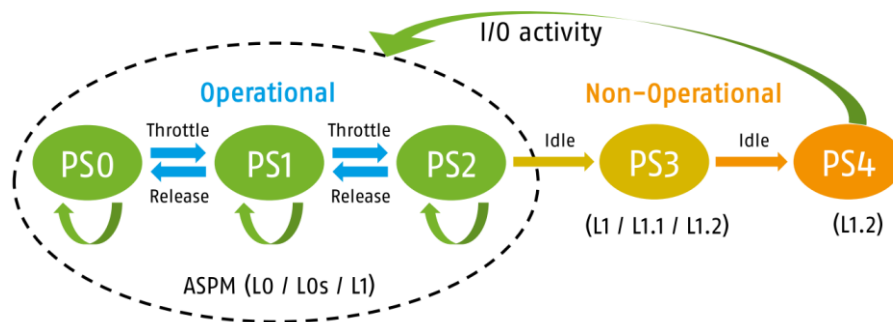 I/O activity
Operational
Non-Operational
Throttle
Throttle
Idle
Idle
PS0
PS1
PS2
PS3
PS4
Release
Release
(L1 / L1.1 / L1.2)
(L1.2)
ASPM (L0 / L0s / L1)